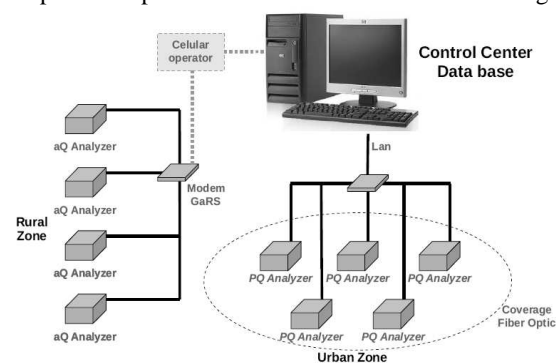 Celular
operator
Control Center
Data base
Lan
aQ Analyzer
aQ Analyzer
Modem
GaRS
Rural
Zone
aQ Analyzer
aQ Analyzer
PQ Analyzer
PQ Analyzer
PQ Analyzer
PQ Analyzer
PQ Analyzer
Coverage
Fiber Optic
Urban Zone